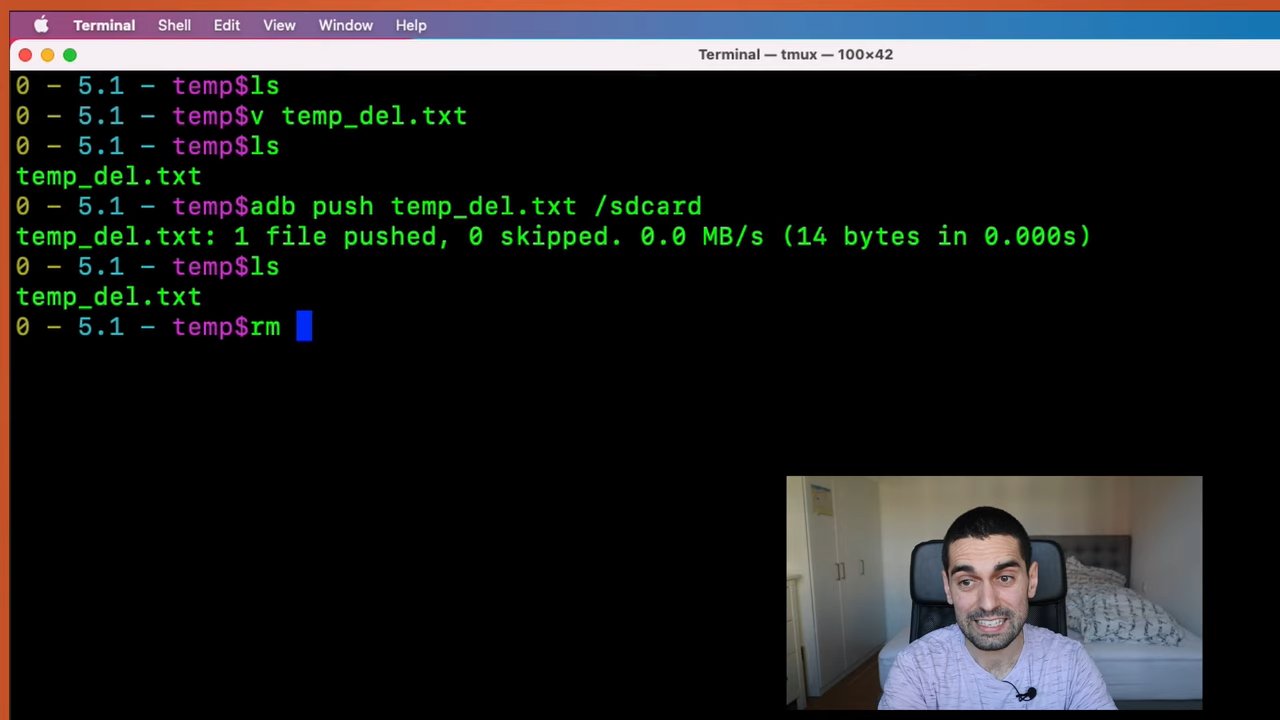 Terminal Shell Edit View Window Help
Terminal — tmux — 100×42
0 – 5.1 – temp$ls
0 – 5.1 – temp$v temp_del.txt
0 – 5.1 – temp$ls
temp_del.txt
0 – 5.1 – temp$adb push temp_del.txt /sdcard
temp_del.txt: 1 file pushed, 0 skipped. 0.0 MB/s (14 bytes in 0.000s)
0 – 5.1 – temp$ls
temp_del.txt
0 – 5.1 – temp$rm